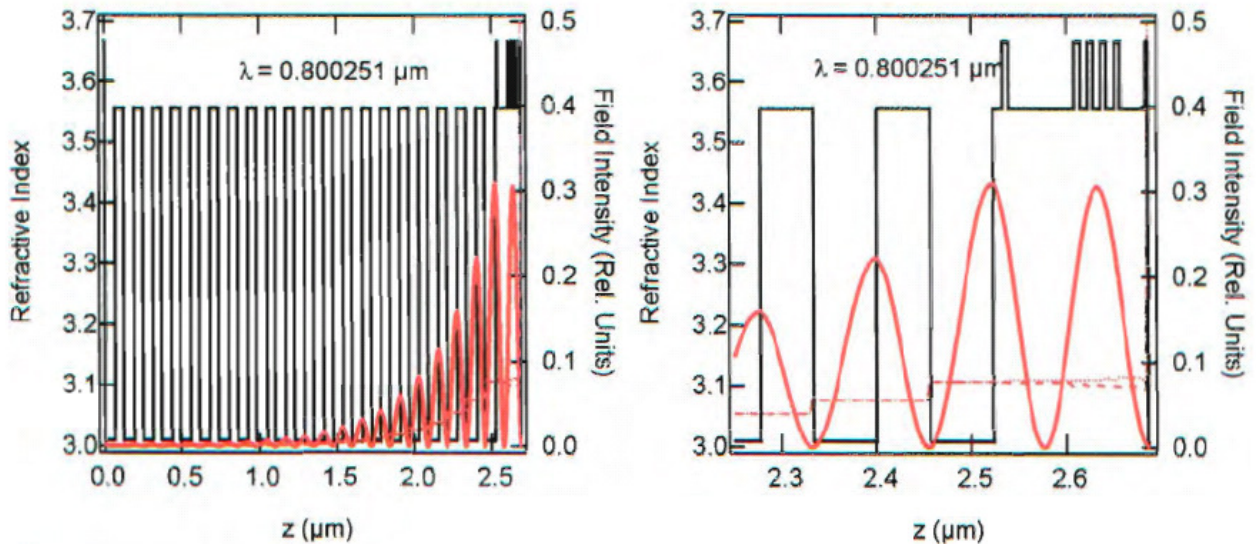 3.7
3.6
3.5
3.4
3.3
3.2
3.1
3.0
Refractive Index
λ = 0.800251 µm
0.5
0.4
0.3
0.2
0.1
0.0
Field Intensity (Rel. Units)
0.0 0.5 1.0 1.5 2.0 2.5
z (µm)
3.7
3.6
3.5
3.4
3.3
3.2
3.1
3.0
Refractive Index
λ = 0.800251 µm
0.5
0.4
0.3
0.2
0.1
0.0
Field Intensity (Rel. Units)
2.3 2.4 2.5 2.6
z (µm)